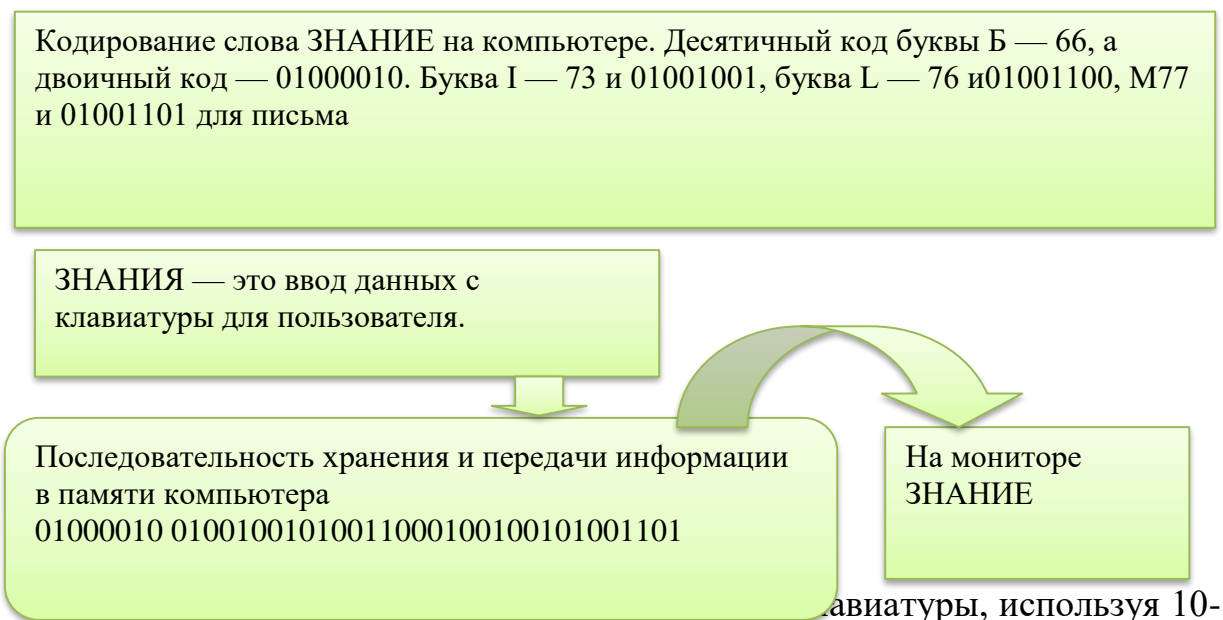 Кодирование слова ЗНАНИЕ на компьютере. Десятичный код буквы Б — 66, а
двоичный код — 01000010. Буква I — 73 и 01001001, буква L — 76 и01001100, M77
и 01001101 для письма
ЗНАНИЯ — это ввод данных с
клавиатуры для пользователя.
Последовательность хранения и передачи информации
в памяти компьютера
01000010 01001001010011000100100101001101
На мониторе
ЗНАНИЕ
используя 10-